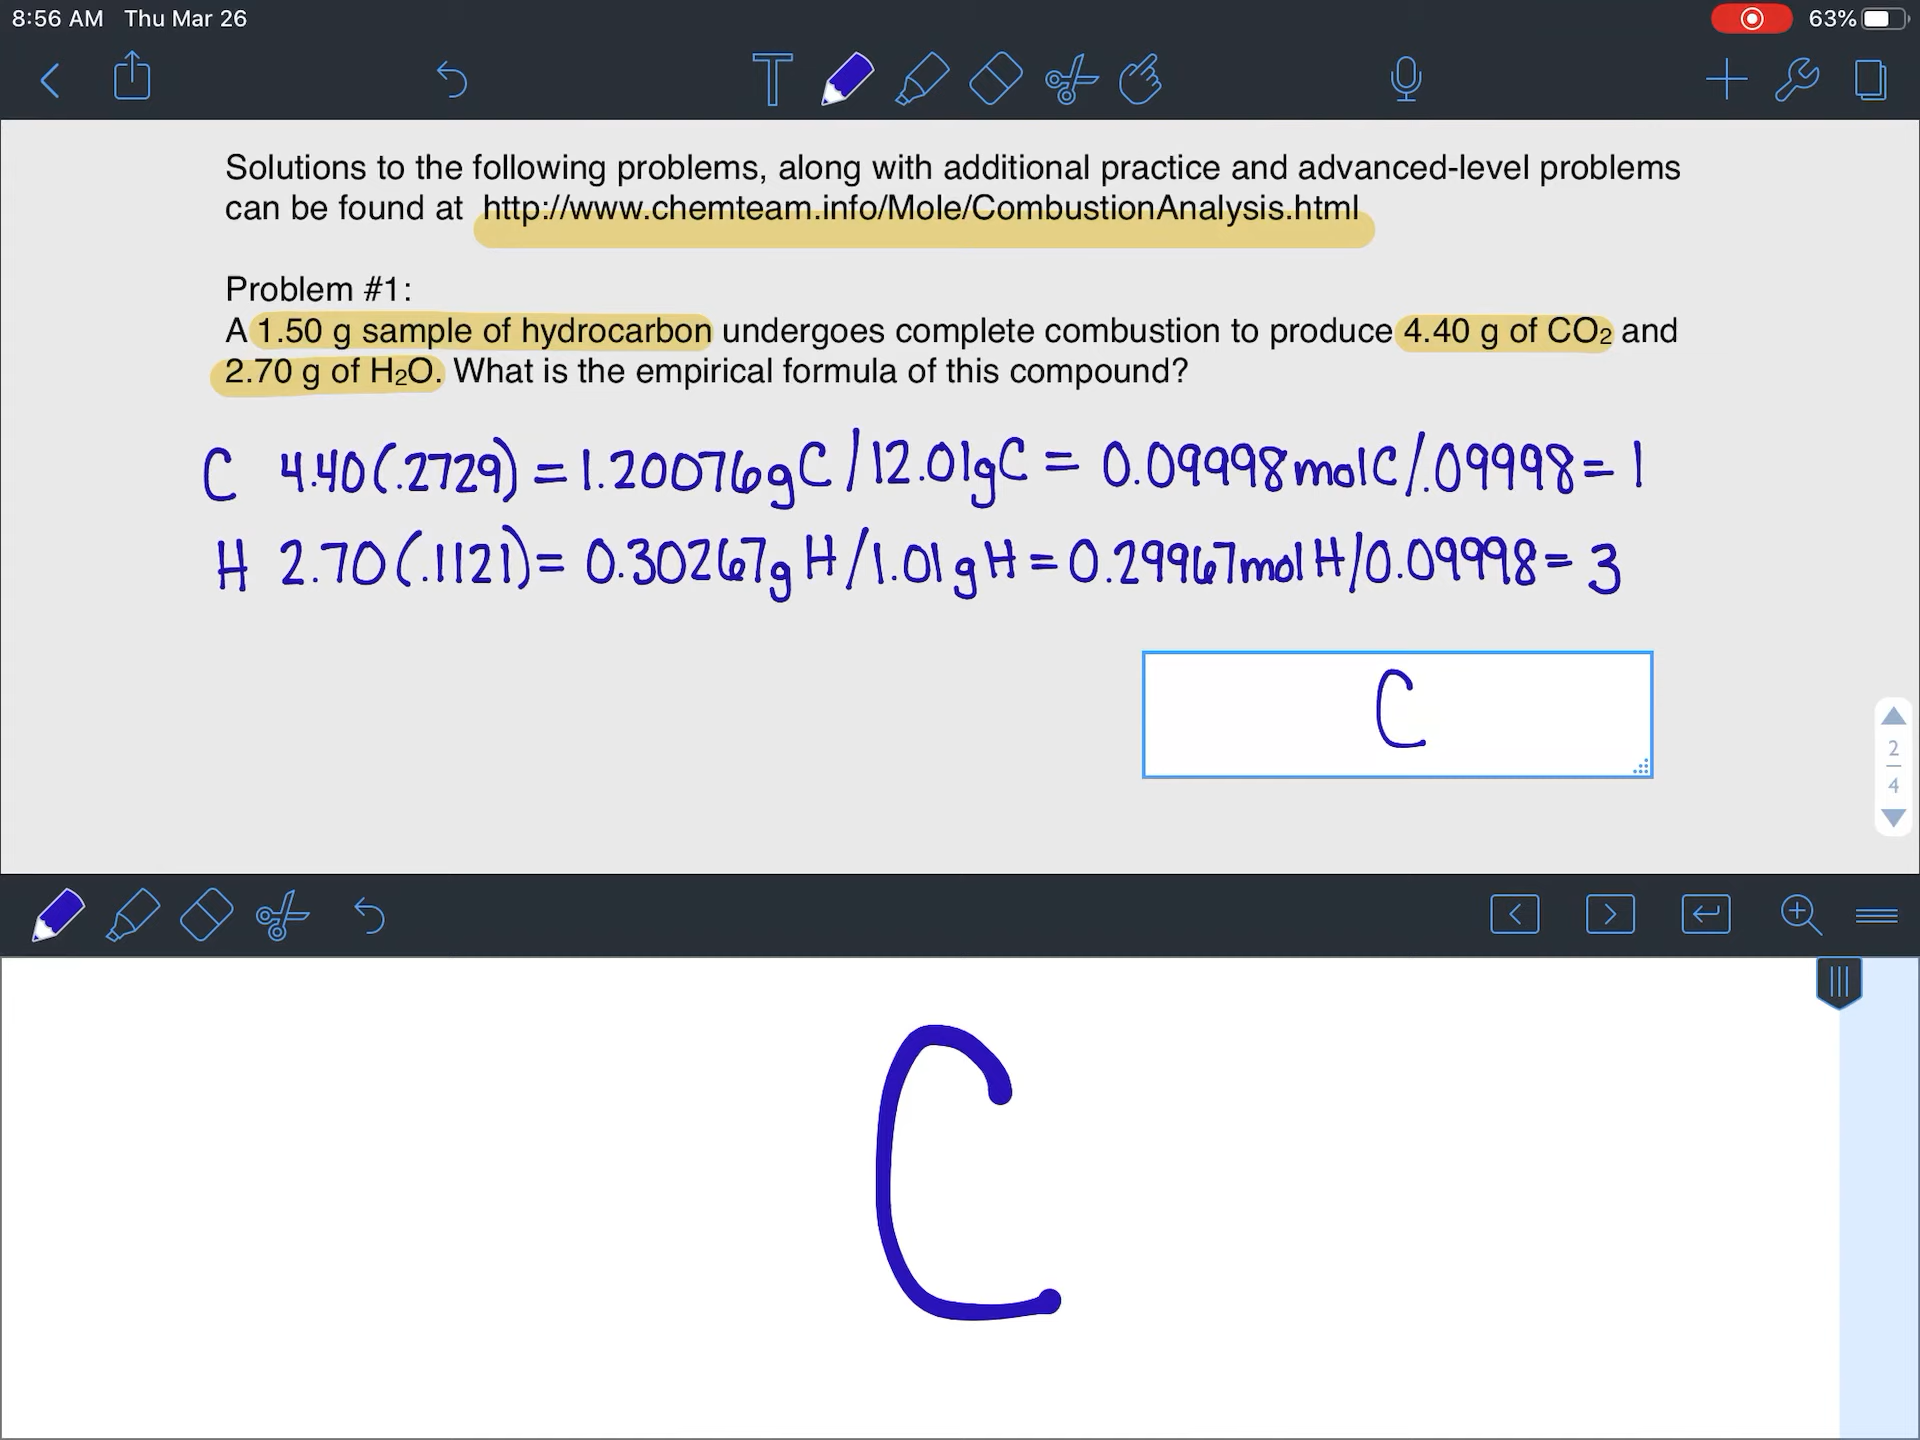 8:56 AM Thu Mar 26
63%
T
Solutions to the following problems, along with additional practice and advanced-level problems
can be found at http://www.chemteam.info/Mole/CombustionAnalysis.html
Problem #1:
A 1.50 g sample of hydrocarbon undergoes complete combustion to produce 4.40 g of CO2 and
2.70 g of H2O. What is the empirical formula of this compound?
C 4.40(.2729) = 1.20076gC/12.01gC = 0.09998molC/.09998= 1
H 2.70(.1121)= 0.30267gH/1.01gH = 0.29967molH/0.09998= 3
C
2
4
C